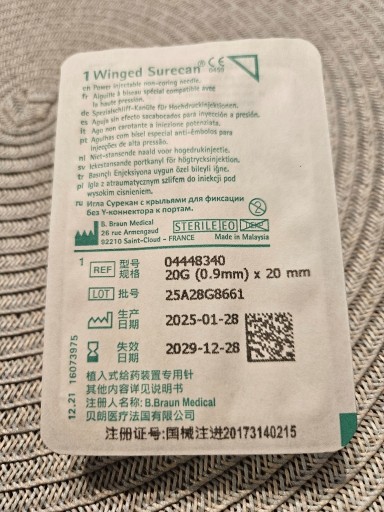 1 Winged Surecan® CE 0459
en Power injectable non-coring needle.
fr Aiguille à biseau spécial compatible avec
la haute pression.
de Spezialschliff-Kanüle für Hochdruckinjektionen.
es Aguja sin efecto sacabocados para inyección a presión.
it Ago non carotante a iniezione potenziata.
pt Agulhas com bisel especial anti-êmbolos para
injecções de alta pressão.
nl Niet-stansende naald voor hogedrukinjectie.
sv Ickestansande portkanyl för högtrycksinjektion.
tr Basınçlı Enjeksiyona uygun özel bileyli iğne.
pl Igła z atraumatycznym szlifem do iniekcji pod
wysokim ciśnieniem.
ru Игла Сурекан с крыльями для фиксации
без Y-коннектора к портам.
B. Braun Medical
26 rue Armengaud
92210 Saint-Cloud - FRANCE
STERILE EO
Made in Malaysia
1
REF 型号 规格 04448340
20G (0.9mm) x 20 mm
LOT 批号 25A28G8661
生产日期 2025-01-28
失效日期 2029-12-28
植入式给药装置专用针
其他内容详见说明书
注册人名称: B.Braun Medical
贝朗医疗法国有限公司
注册证号:国械注进20173140215
12.21 16073975